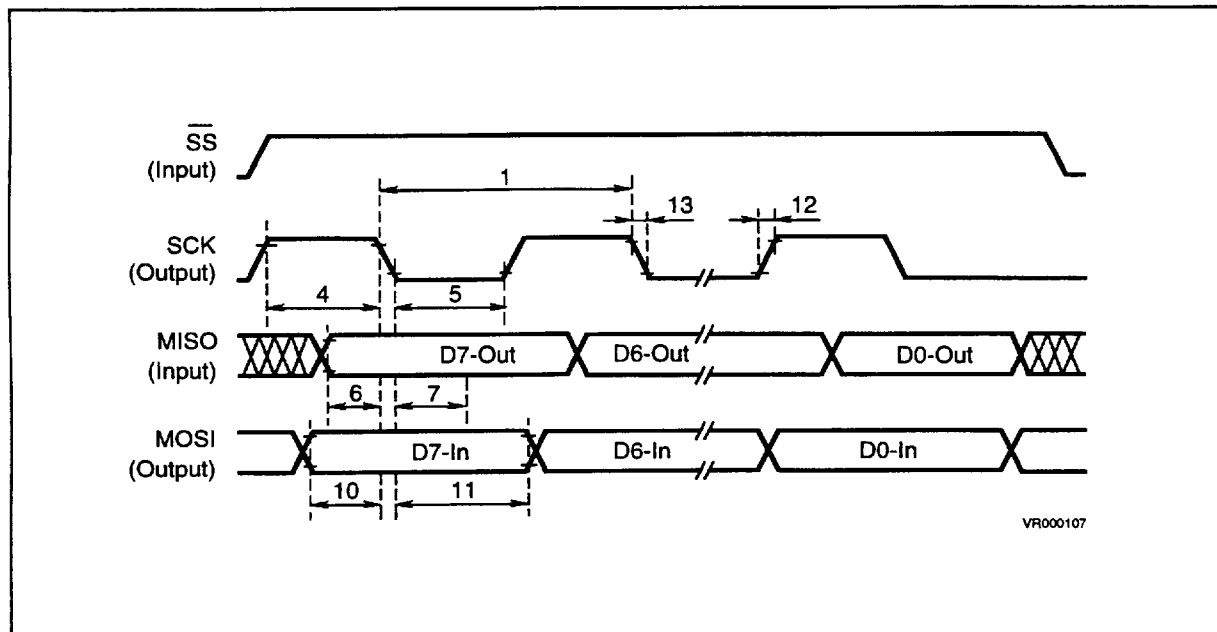 SS
(Input)
1
13
12
SCK
(Output)
4
5
MISO
(Input)
D7-Out
D6-Out
D0-Out
6
7
MOSI
(Output)
D7-In
D6-In
D0-In
10
11
VR000107